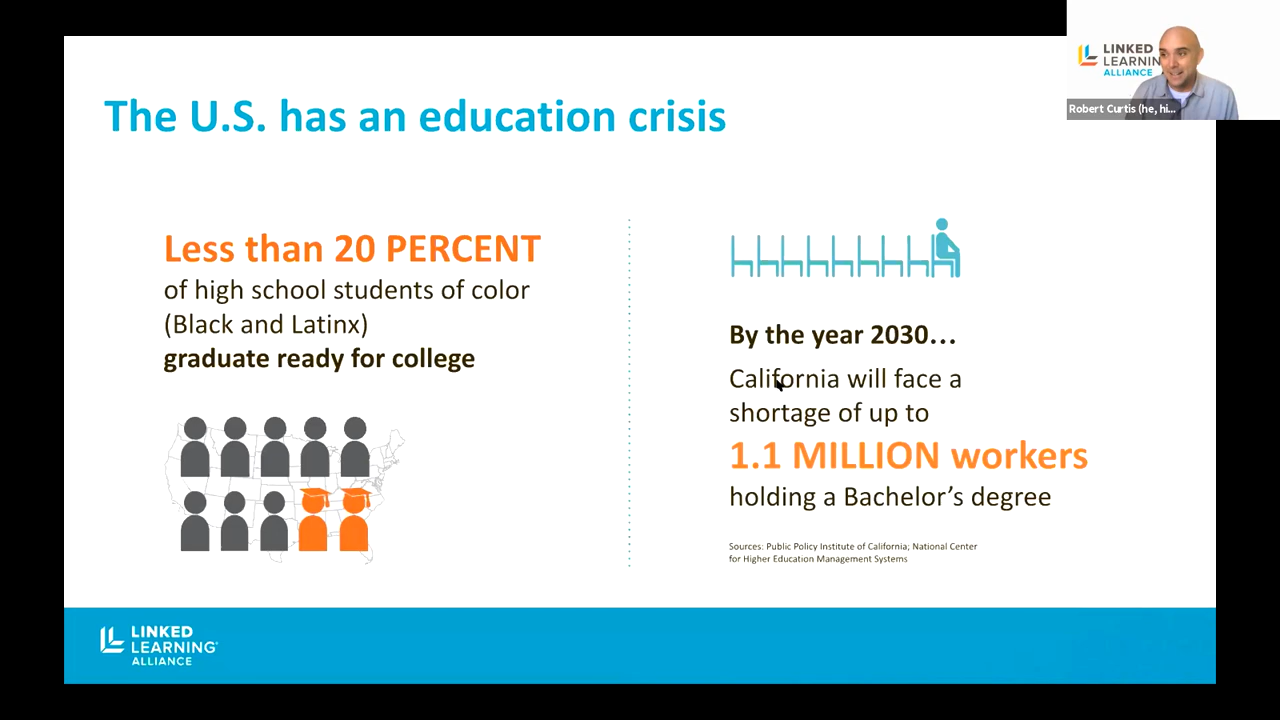 The U.S. has an education crisis
Less than 20 PERCENT
of high school students of color
(Black and Latinx)
graduate ready for college
By the year 2030…
California will face a
shortage of up to
1.1 MILLION workers
holding a Bachelor's degree
Sources: Public Policy Institute of California; National Center
for Higher Education Management Systems
LINKED
LEARNING®
ALLIANCE
LINKED
LEARNIN
ALLIANCE
Robert Curtis (he, hi...